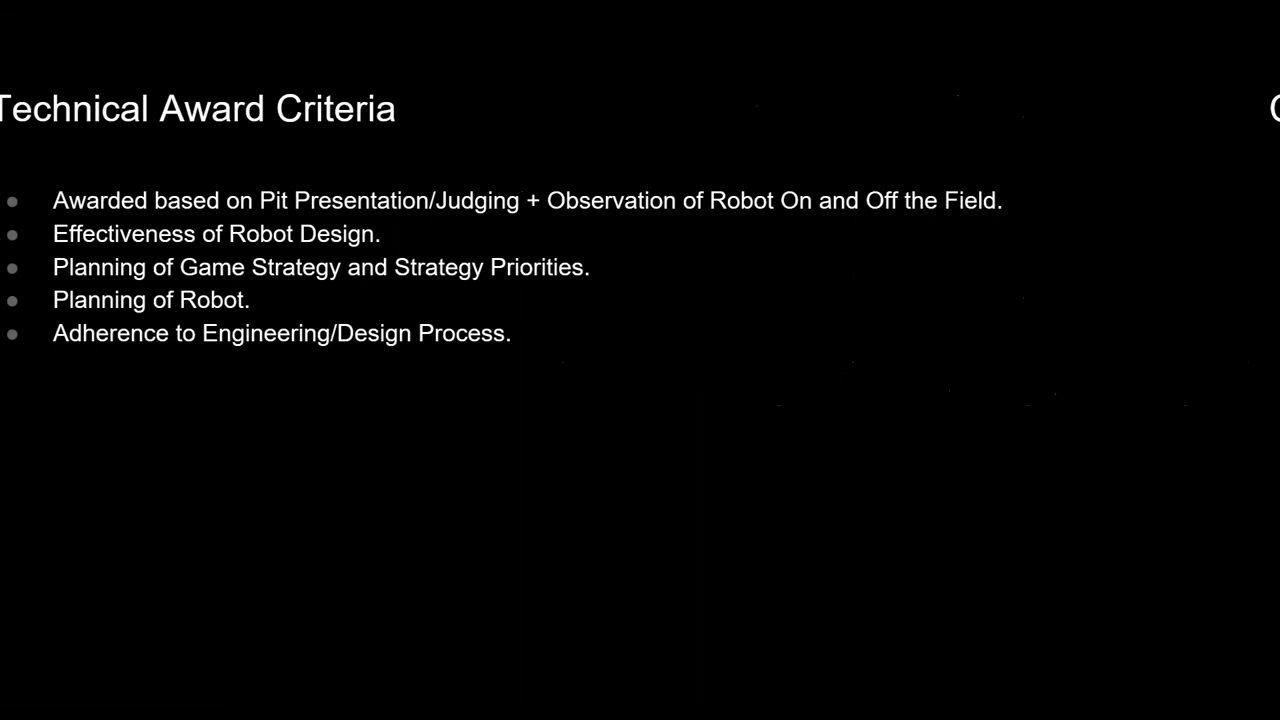 Technical Award Criteria
Awarded based on Pit Presentation/Judging + Observation of Robot On and Off the Field.
Effectiveness of Robot Design.
Planning of Game Strategy and Strategy Priorities.
Planning of Robot.
Adherence to Engineering/Design Process.